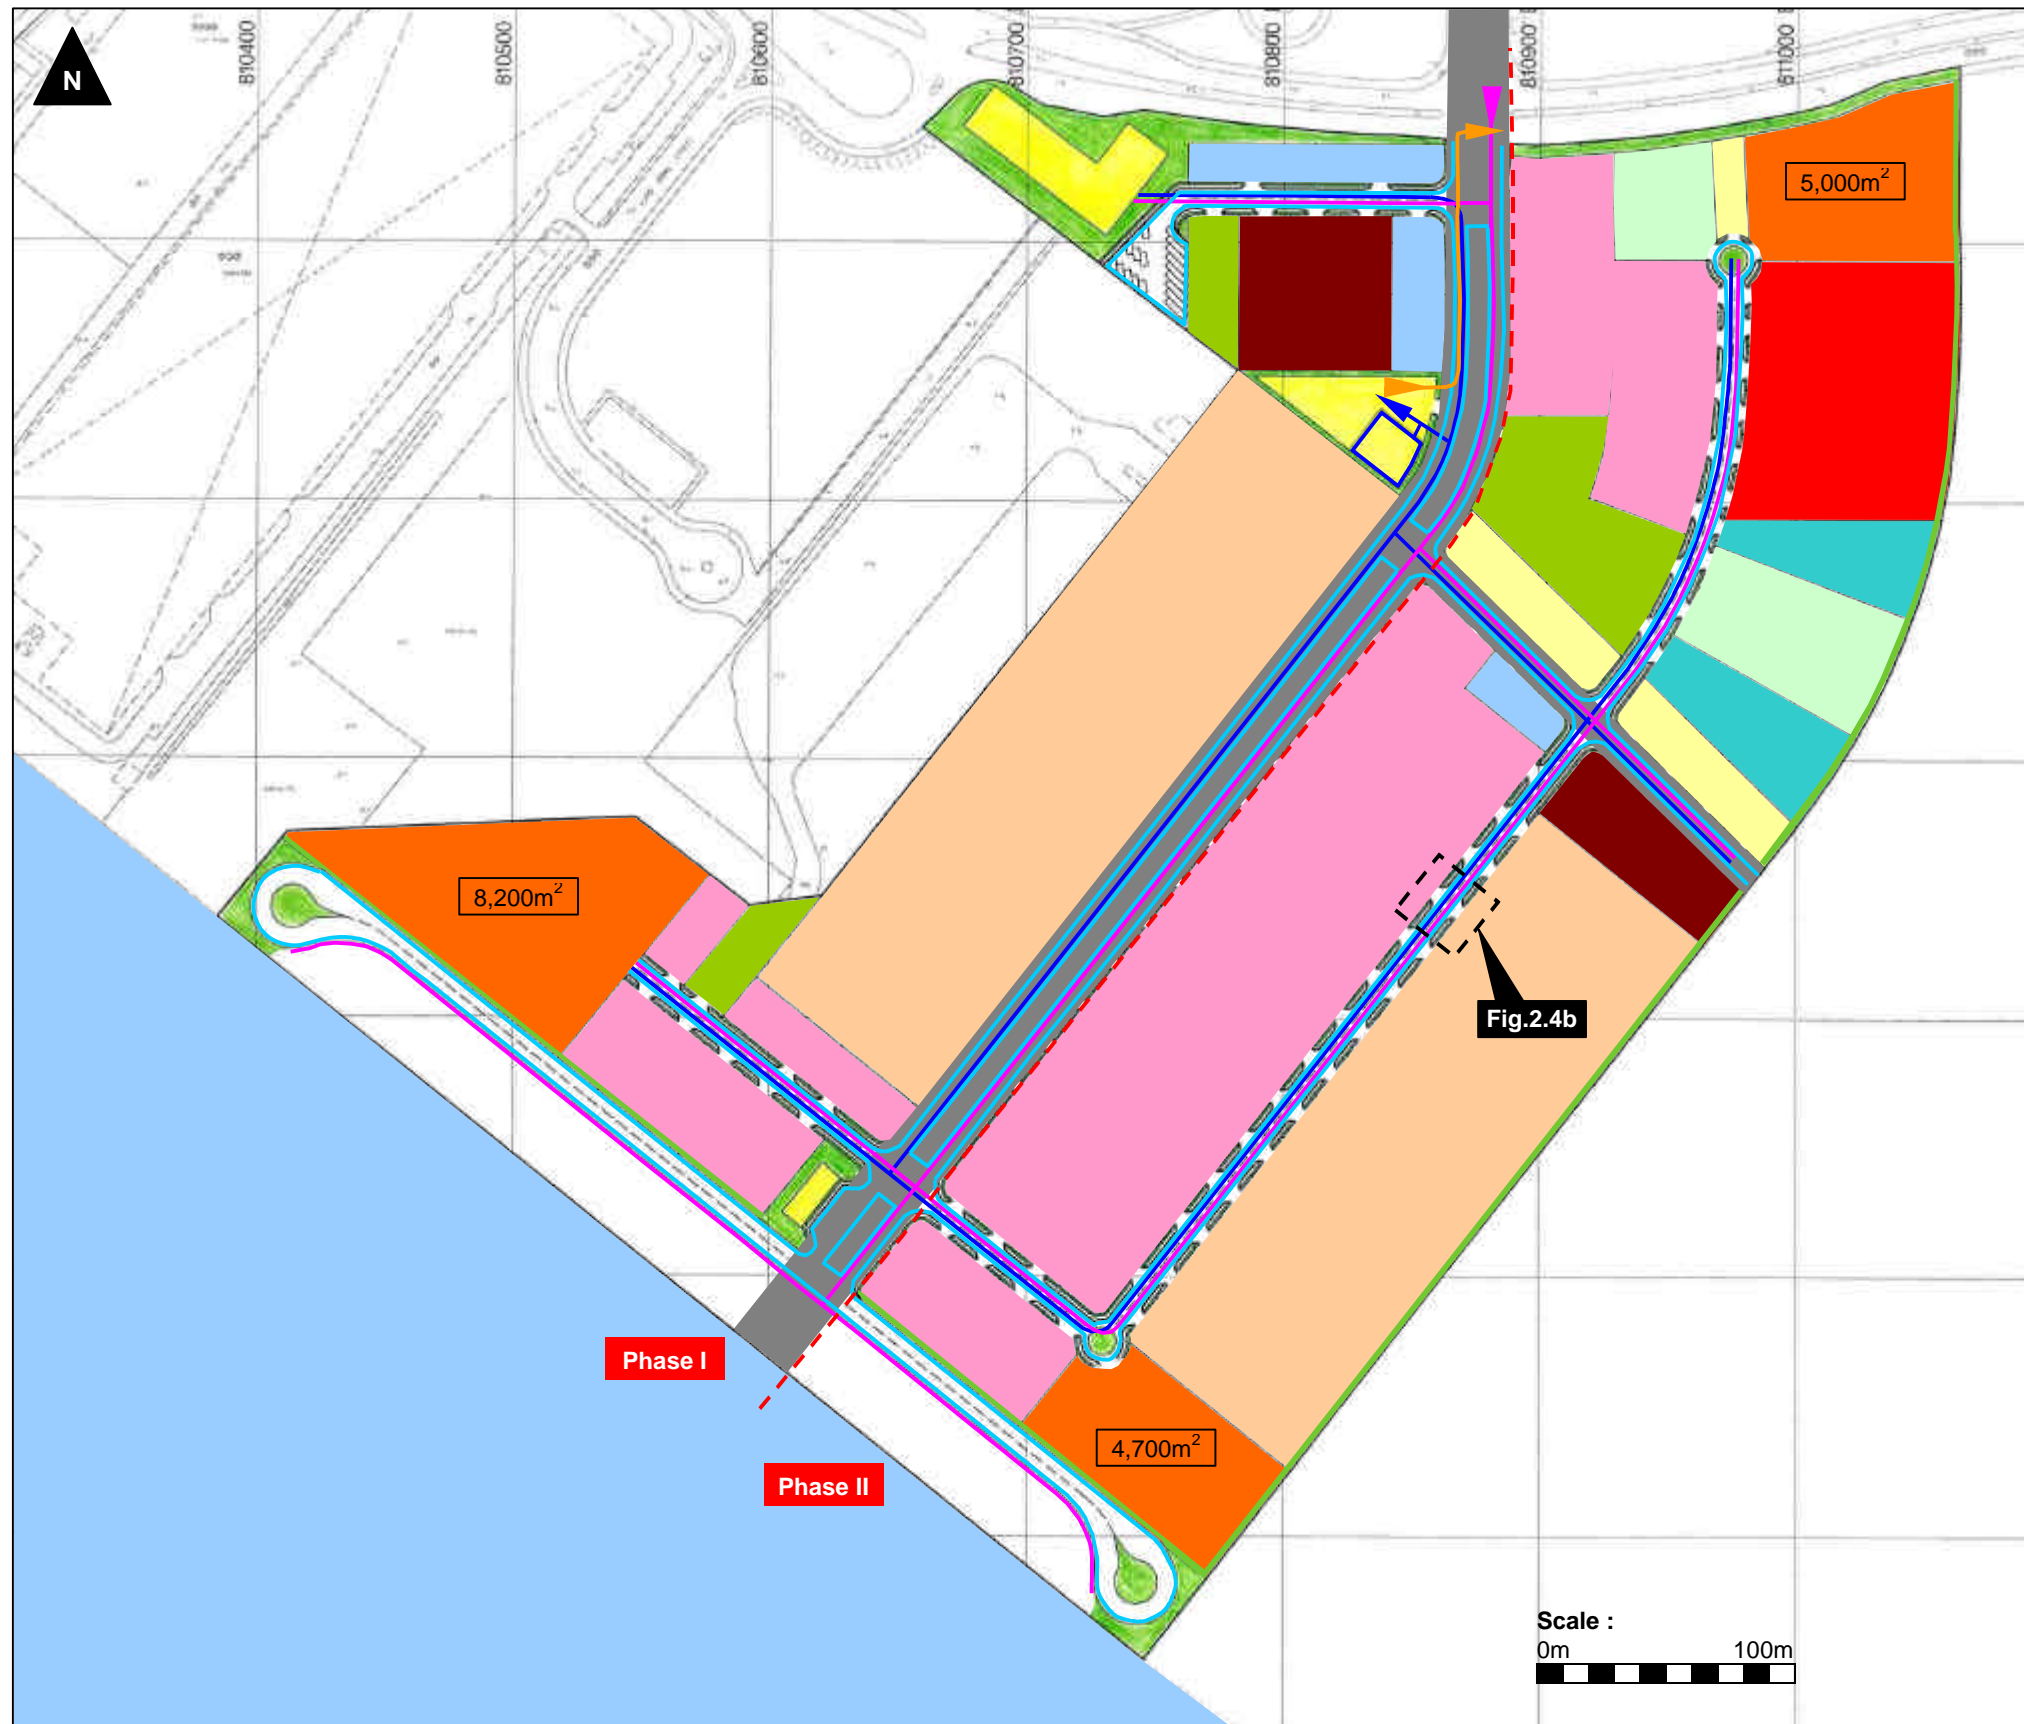 N
810400
810500
810600
810700
810800
810900
811000
5,000m²
8,200m²
Fig.2.4b
Phase I
4,700m²
Phase II
Scale :
0m 100m